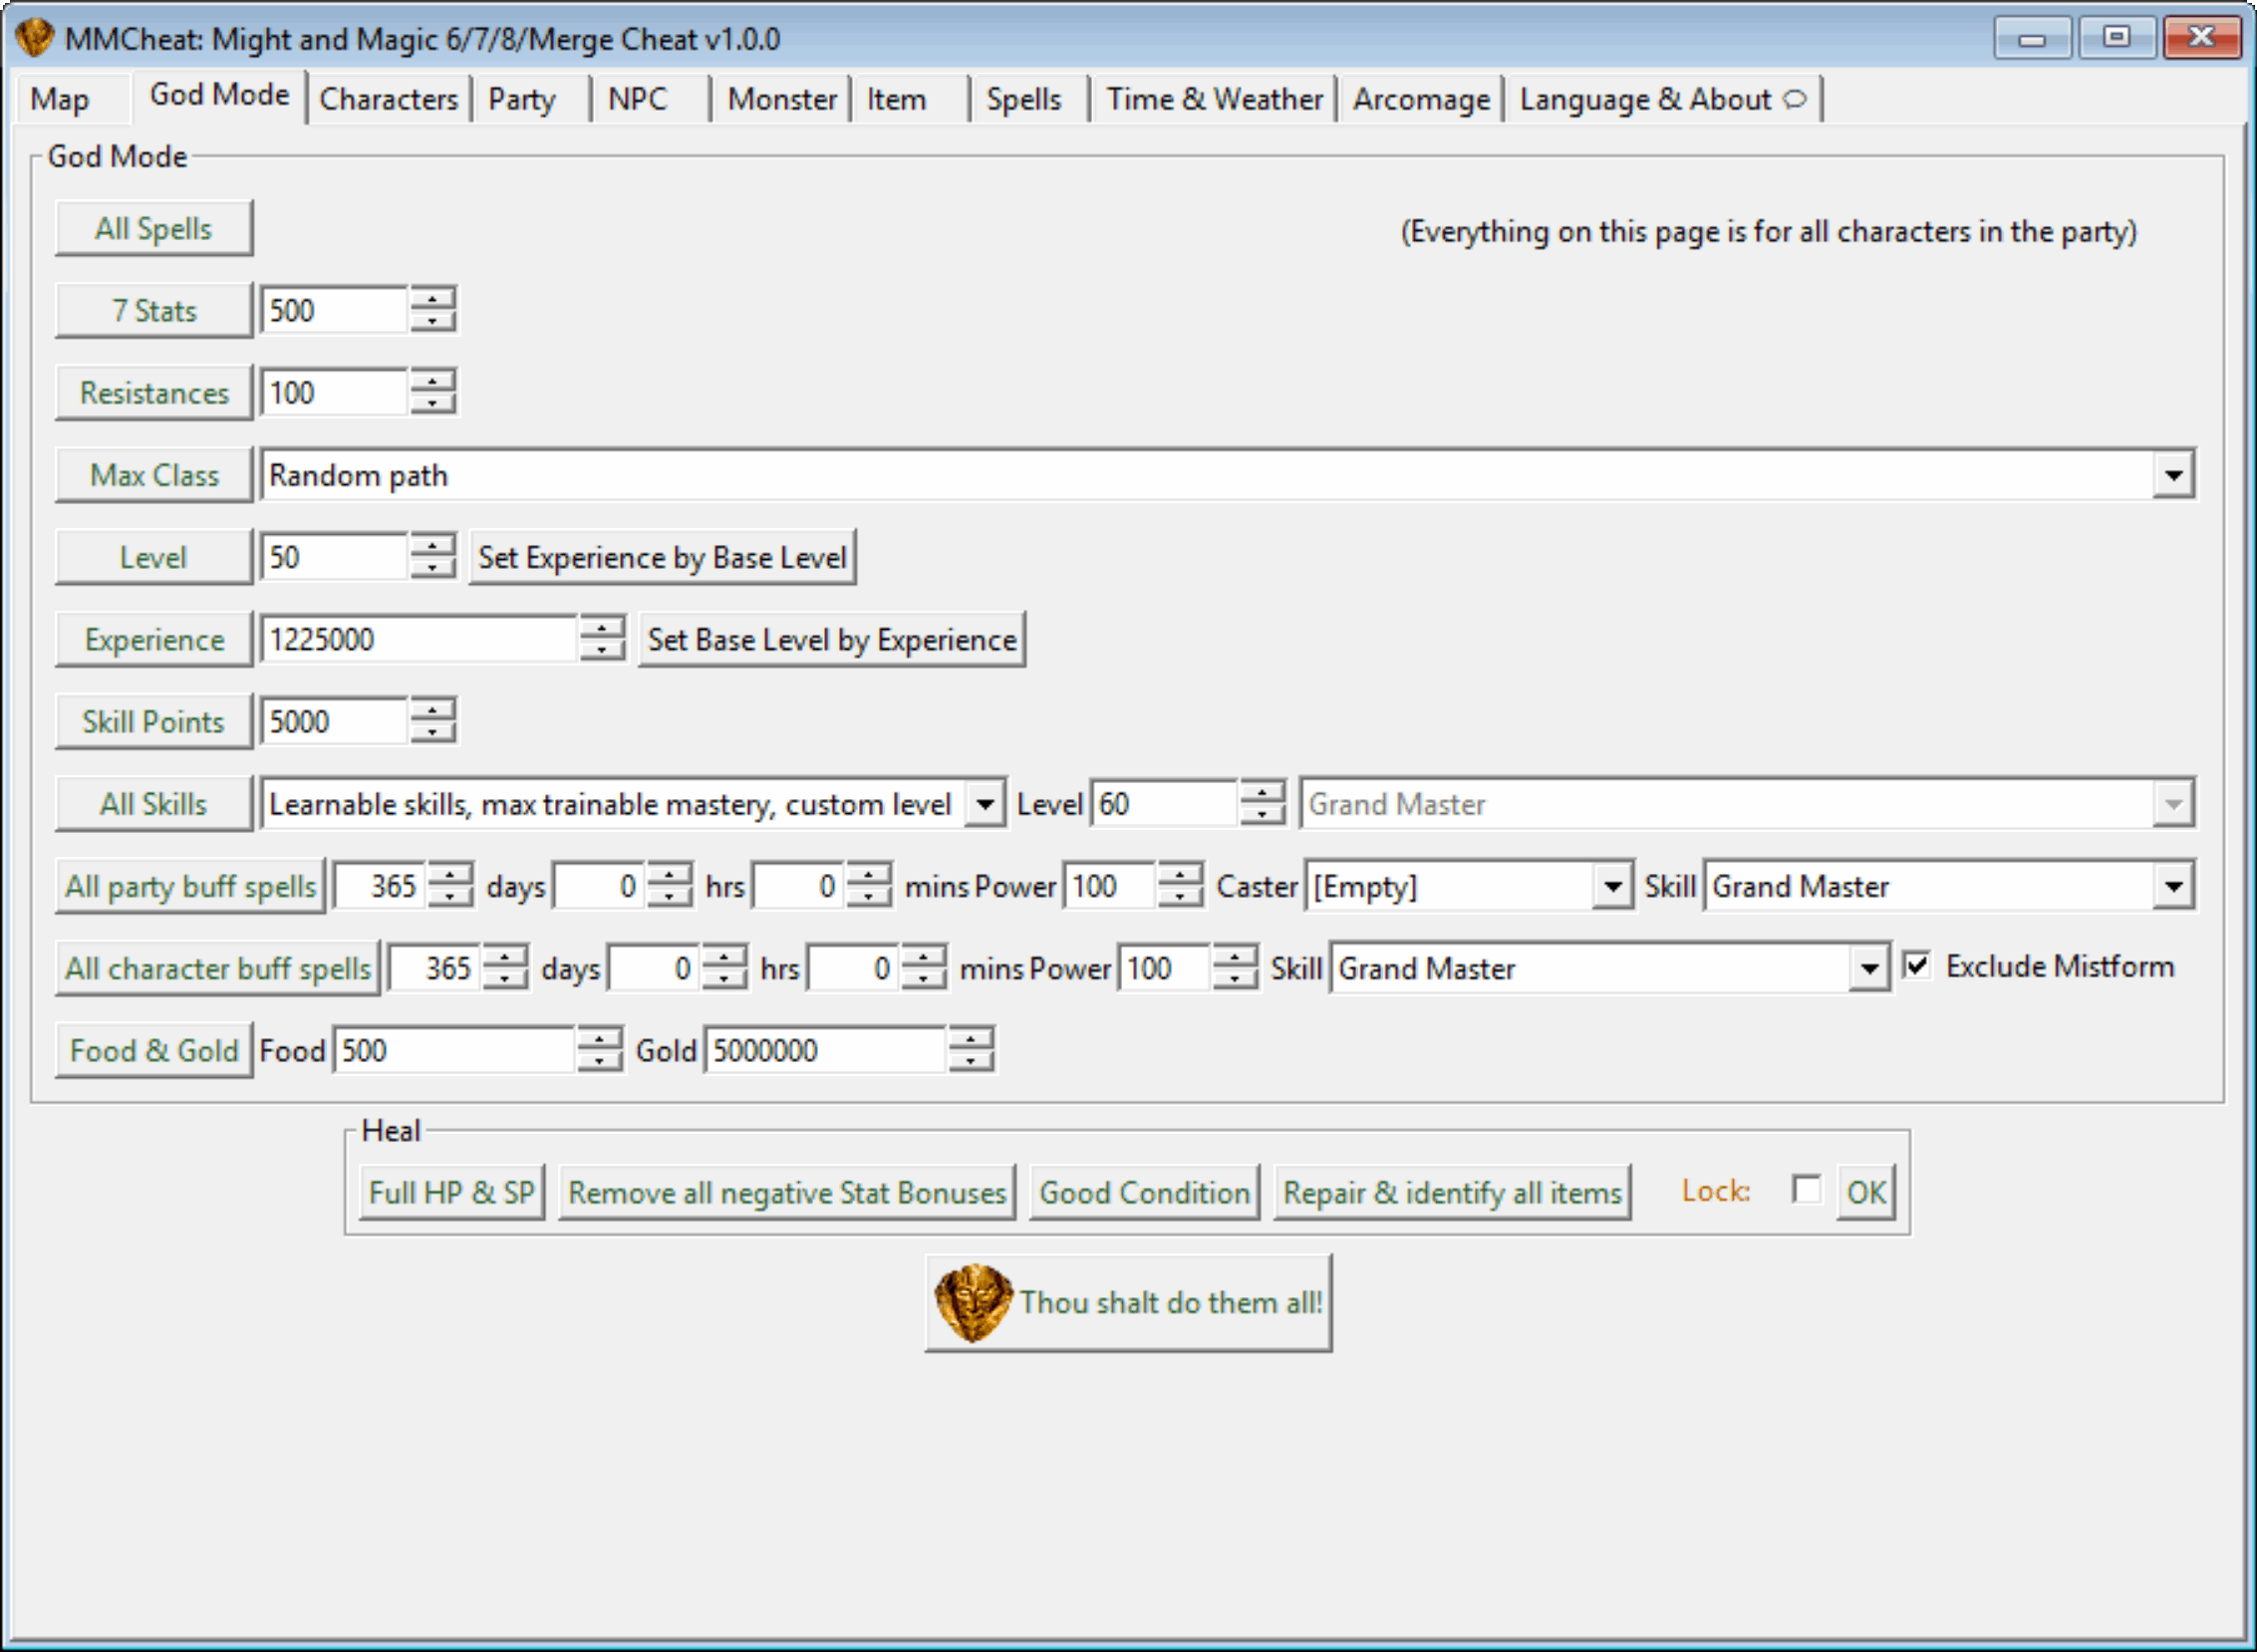 MMCheat: Might and Magic 6/7/8/Merge Cheat v1.0.0
Map God Mode Characters Party NPC Monster Item Spells Time & Weather Arcomage Language & About
God Mode
All Spells (Everything on this page is for all characters in the party)
7 Stats 500
Resistances 100
Max Class Random path
Level 50 Set Experience by Base Level
Experience 1225000 Set Base Level by Experience
Skill Points 5000
All Skills Learnable skills, max trainable mastery, custom level Level 60 Grand Master
All party buff spells 365 days 0 hrs 0 mins Power 100 Caster [Empty] Skill Grand Master
All character buff spells 365 days 0 hrs 0 mins Power 100 Skill Grand Master Exclude Mistform
Food & Gold Food 500 Gold 5000000
Heal
Full HP & SP Remove all negative Stat Bonuses Good Condition Repair & identify all items Lock: OK
Thou shalt do them all!